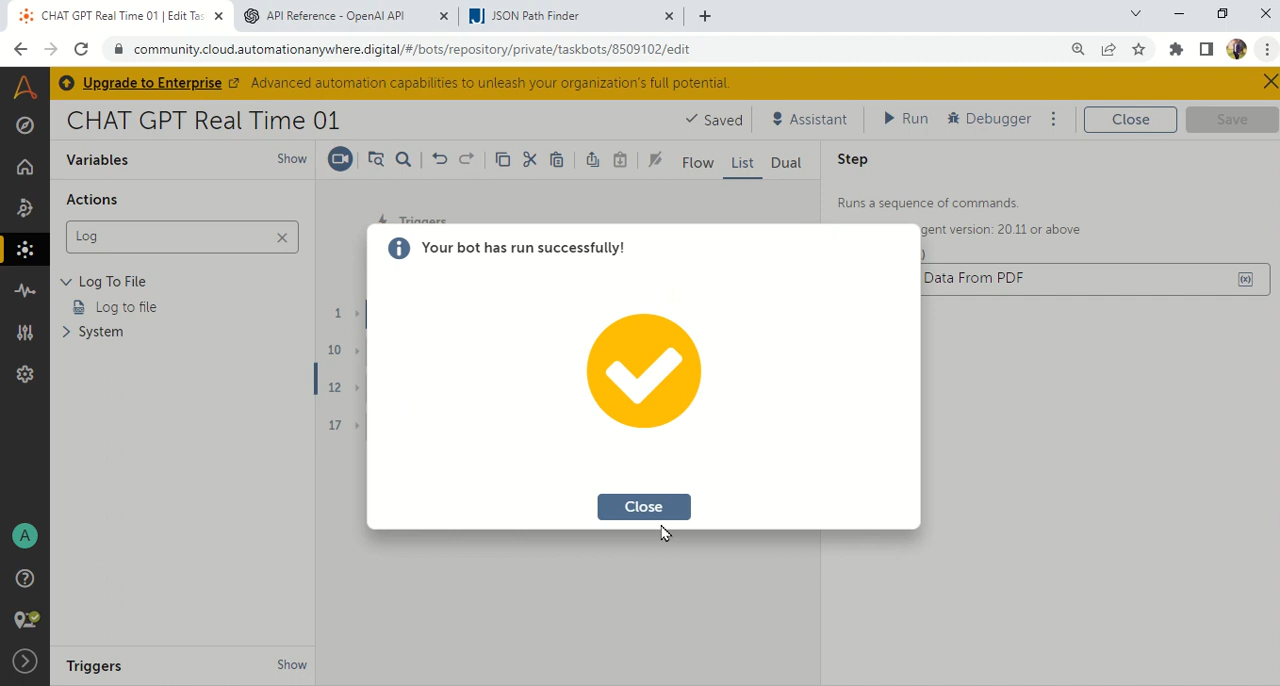 CHAT GPT Real Time 01 | Edit Tas
API Reference - OpenAI API
JSON Path Finder
community.cloud.automationanywhere.digital/#/bots/repository/private/taskbots/8509102/edit
Upgrade to Enterprise Advanced automation capabilities to unleash your organization's full potential.
CHAT GPT Real Time 01
Saved
Assistant
Run
Debugger
Close
Save
Variables
Show
Flow
List
Dual
Step
Actions
Log
Log To File
Log to file
System
Triggers
1
10
12
17
Runs a sequence of commands.
gent version: 20.11 or above
)
Data From PDF
(x)
Your bot has run successfully!
Close
A
Triggers
Show